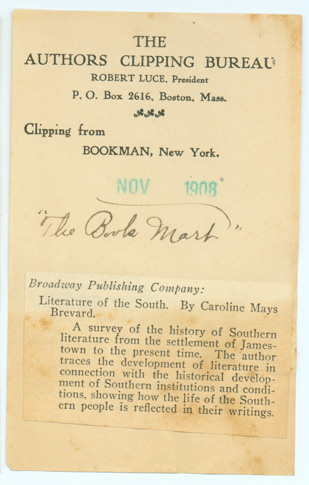 THE
AUTHORS CLIPPING BUREAU
ROBERT LUCE, President
P. O. Box 2616, Boston, Mass.
Clipping from
BOOKMAN, New York.
NOV 1908
"The Book Mart"
Broadway Publishing Company:
Literature of the South. By Caroline Mays
Brevard.
A survey of the history of Southern
literature from the settlement of James-
town to the present time. The author
traces the development of literature in
connection with the historical develop-
ment of Southern institutions and condi-
tions, showing how the life of the South-
ern people is reflected in their writings.